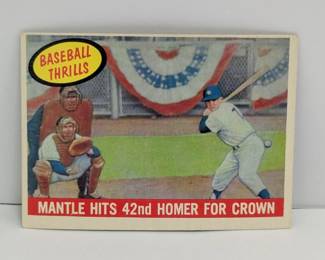 BASEBALL
THRILLS
MANTLE HITS 42nd HOMER FOR CROWN